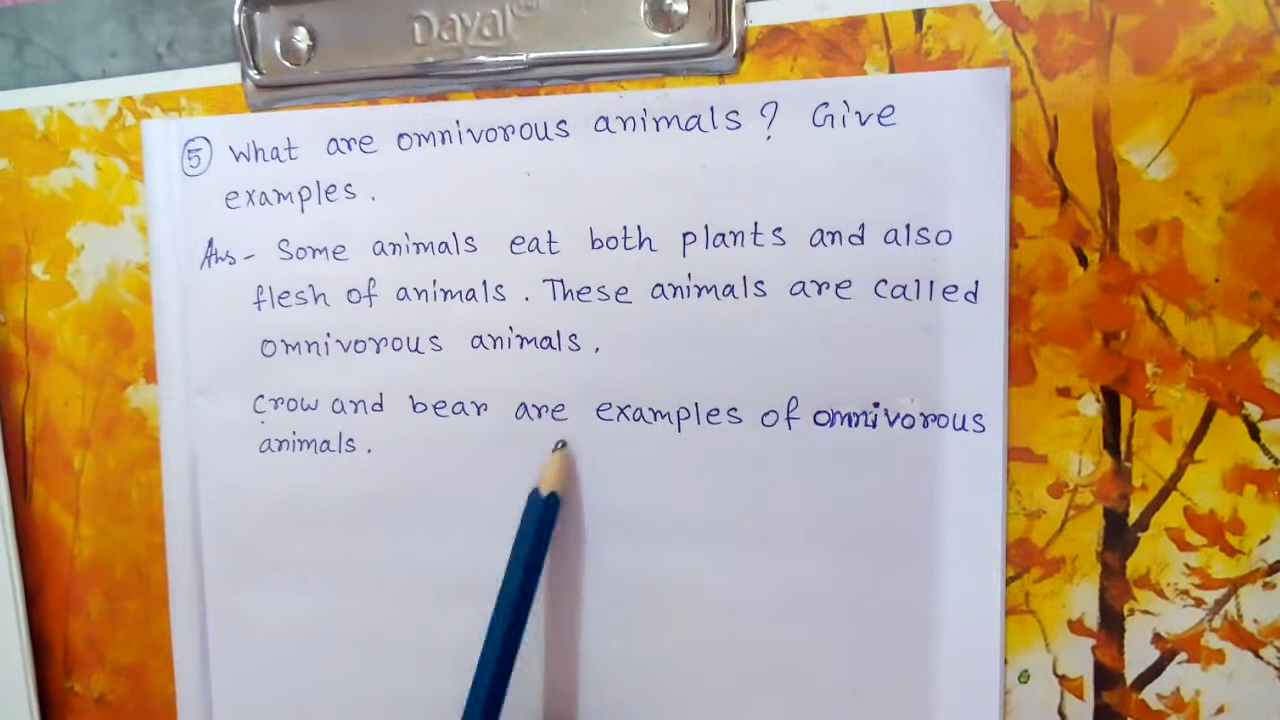 Dayal
⑤ What are omnivorous animals? Give
examples.
Ans- Some animals eat both plants and also
flesh of animals. These animals are called
omnivorous animals.
Crow and bear are examples of omnivorous
animals.